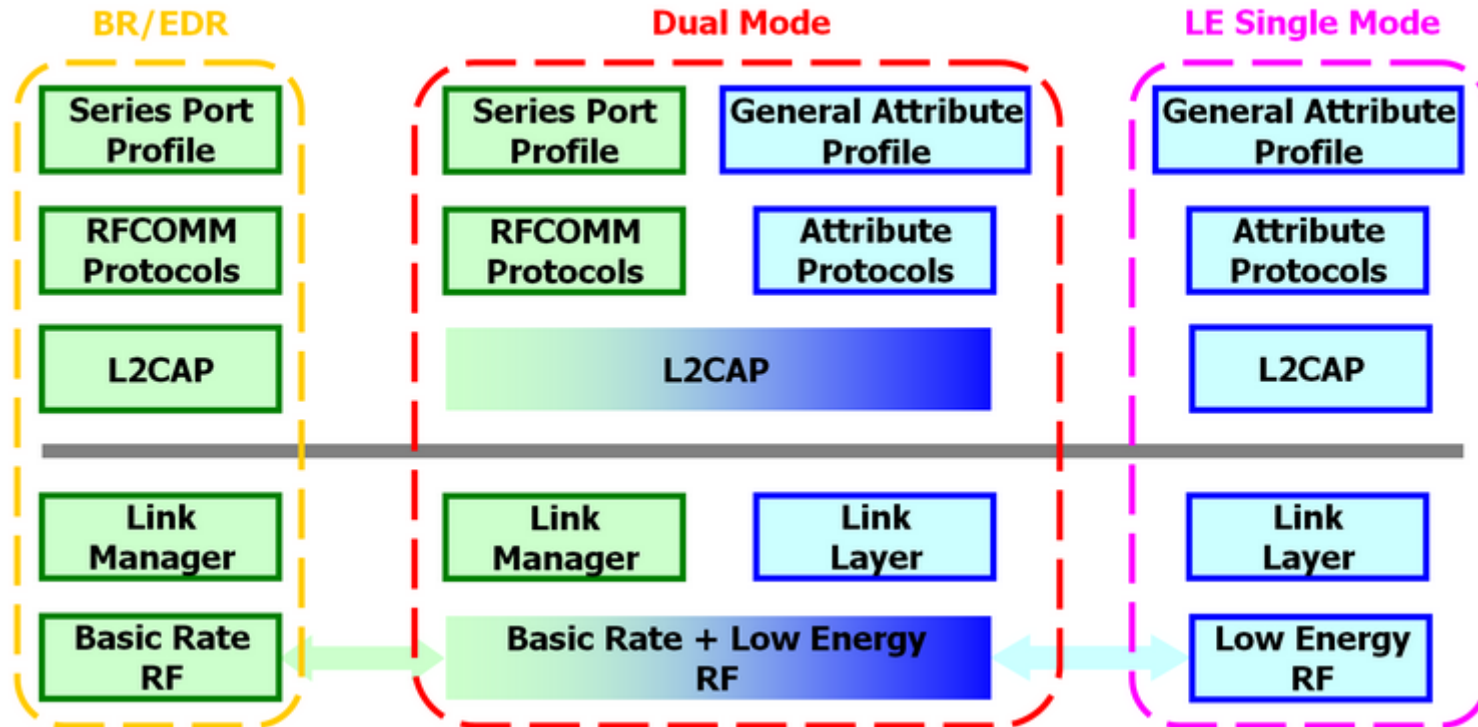 BR/EDR
Dual Mode
LE Single Mode
Series Port
Profile
Series Port
Profile
General Attribute
Profile
General Attribute
Profile
RFCOMM
Protocols
RFCOMM
Protocols
Attribute
Protocols
Attribute
Protocols
L2CAP
L2CAP
L2CAP
Link
Manager
Link
Manager
Link
Layer
Link
Layer
Basic Rate
RF
Basic Rate + Low Energy
RF
Low Energy
RF